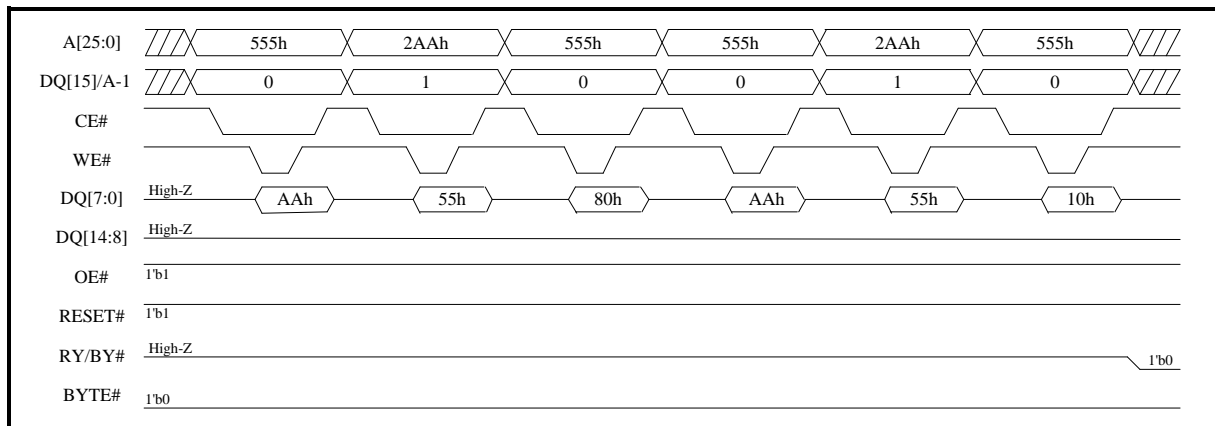 A[25:0] 555h 2AAh 555h 555h 2AAh 555h
DQ[15]/A-1 0 1 0 0 1 0
CE#
WE#
DQ[7:0] High-Z AAh 55h 80h AAh 55h 10h
DQ[14:8] High-Z
OE# 1'b1
RESET# 1'b1
RY/BY# High-Z 1'b0
BYTE# 1'b0